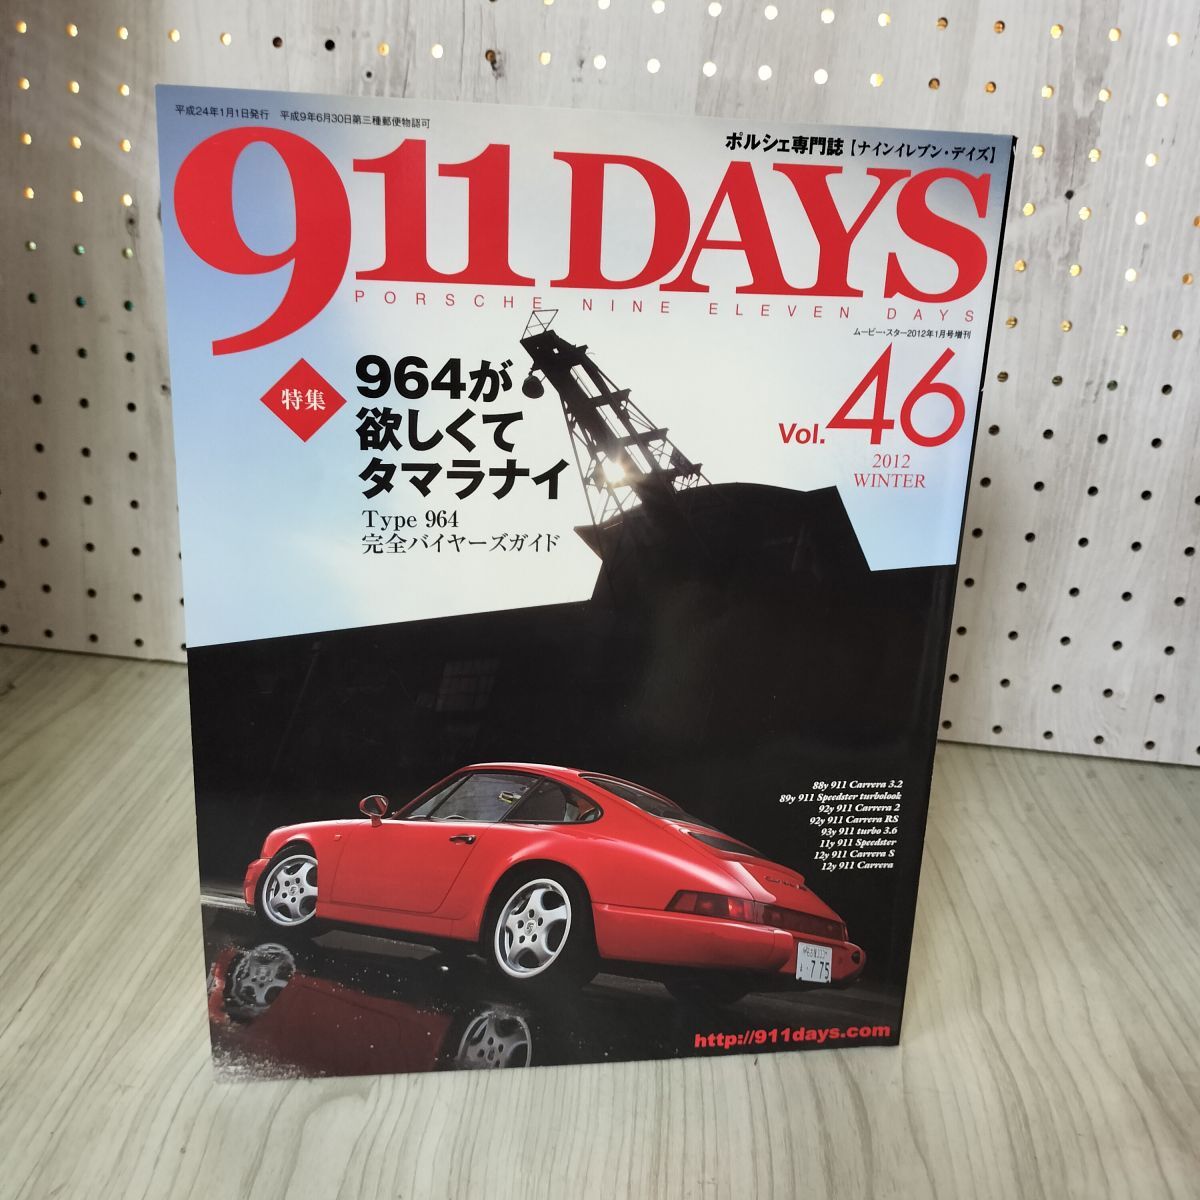 平成24年1月1日発行 平成9年6月30日第三種郵便物認可
ポルシェ専門誌【ナインイレブン・デイズ】
911DAYS
PORSCHE NINE ELEVEN DAYS
ムービー・スター2012年1月号増刊
Vol.46
2012
WINTER
特集
964が
欲しくて
タマラナイ
Type 964
完全バイヤーズガイド
88y 911 Carrera 3.2
89y 911 Speedster turbolook
92y 911 Carrera 2
92y 911 Carrera RS
93y 911 turbo 3.6
11y 911 Speedster
12y 911 Carrera S
12y 911 Carrera
・775
http://911days.com